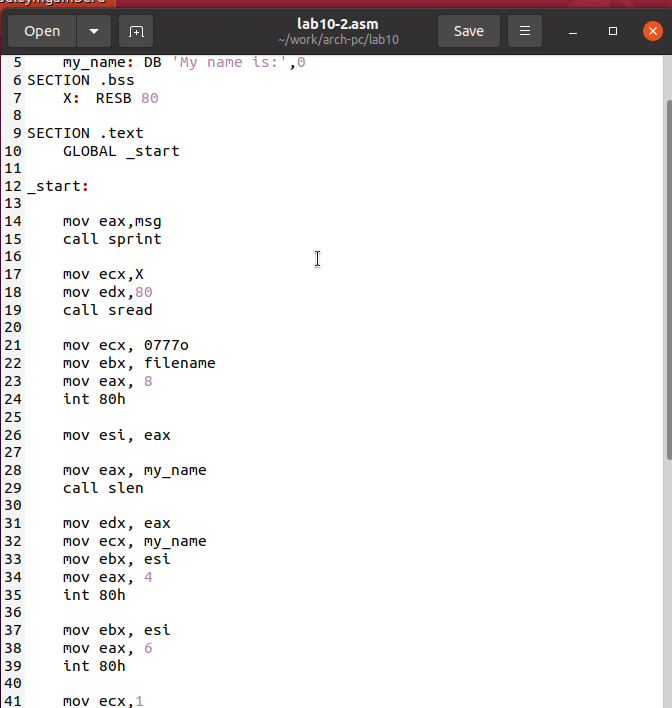 Open
lab10-2.asm
~/work/arch-pc/lab10
Save
5 my_name: DB 'My name is:',0
6 SECTION .bss
7 X: RESB 80
8
9 SECTION .text
10 GLOBAL _start
11
12 _start:
13
14 mov eax,msg
15 call sprint
16
17 mov ecx,X
18 mov edx,80
19 call sread
20
21 mov ecx, 0777o
22 mov ebx, filename
23 mov eax, 8
24 int 80h
25
26 mov esi, eax
27
28 mov eax, my_name
29 call slen
30
31 mov edx, eax
32 mov ecx, my_name
33 mov ebx, esi
34 mov eax, 4
35 int 80h
36
37 mov ebx, esi
38 mov eax, 6
39 int 80h
40
41 mov ecx,1